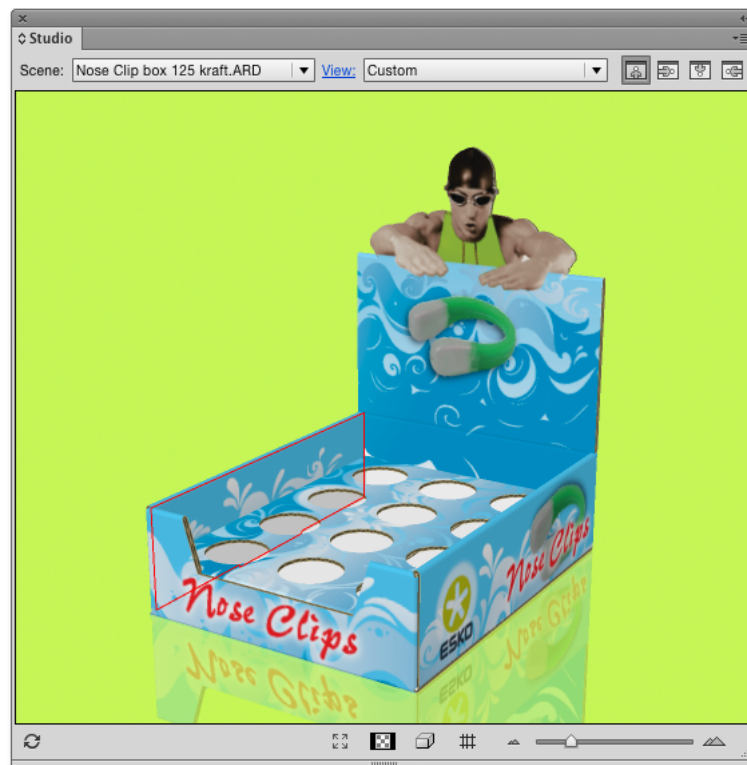 Studio
Scene: Nose Clip box 125 kraft.ARD View: Custom
Nose Clips
ESKO
Nose Clips